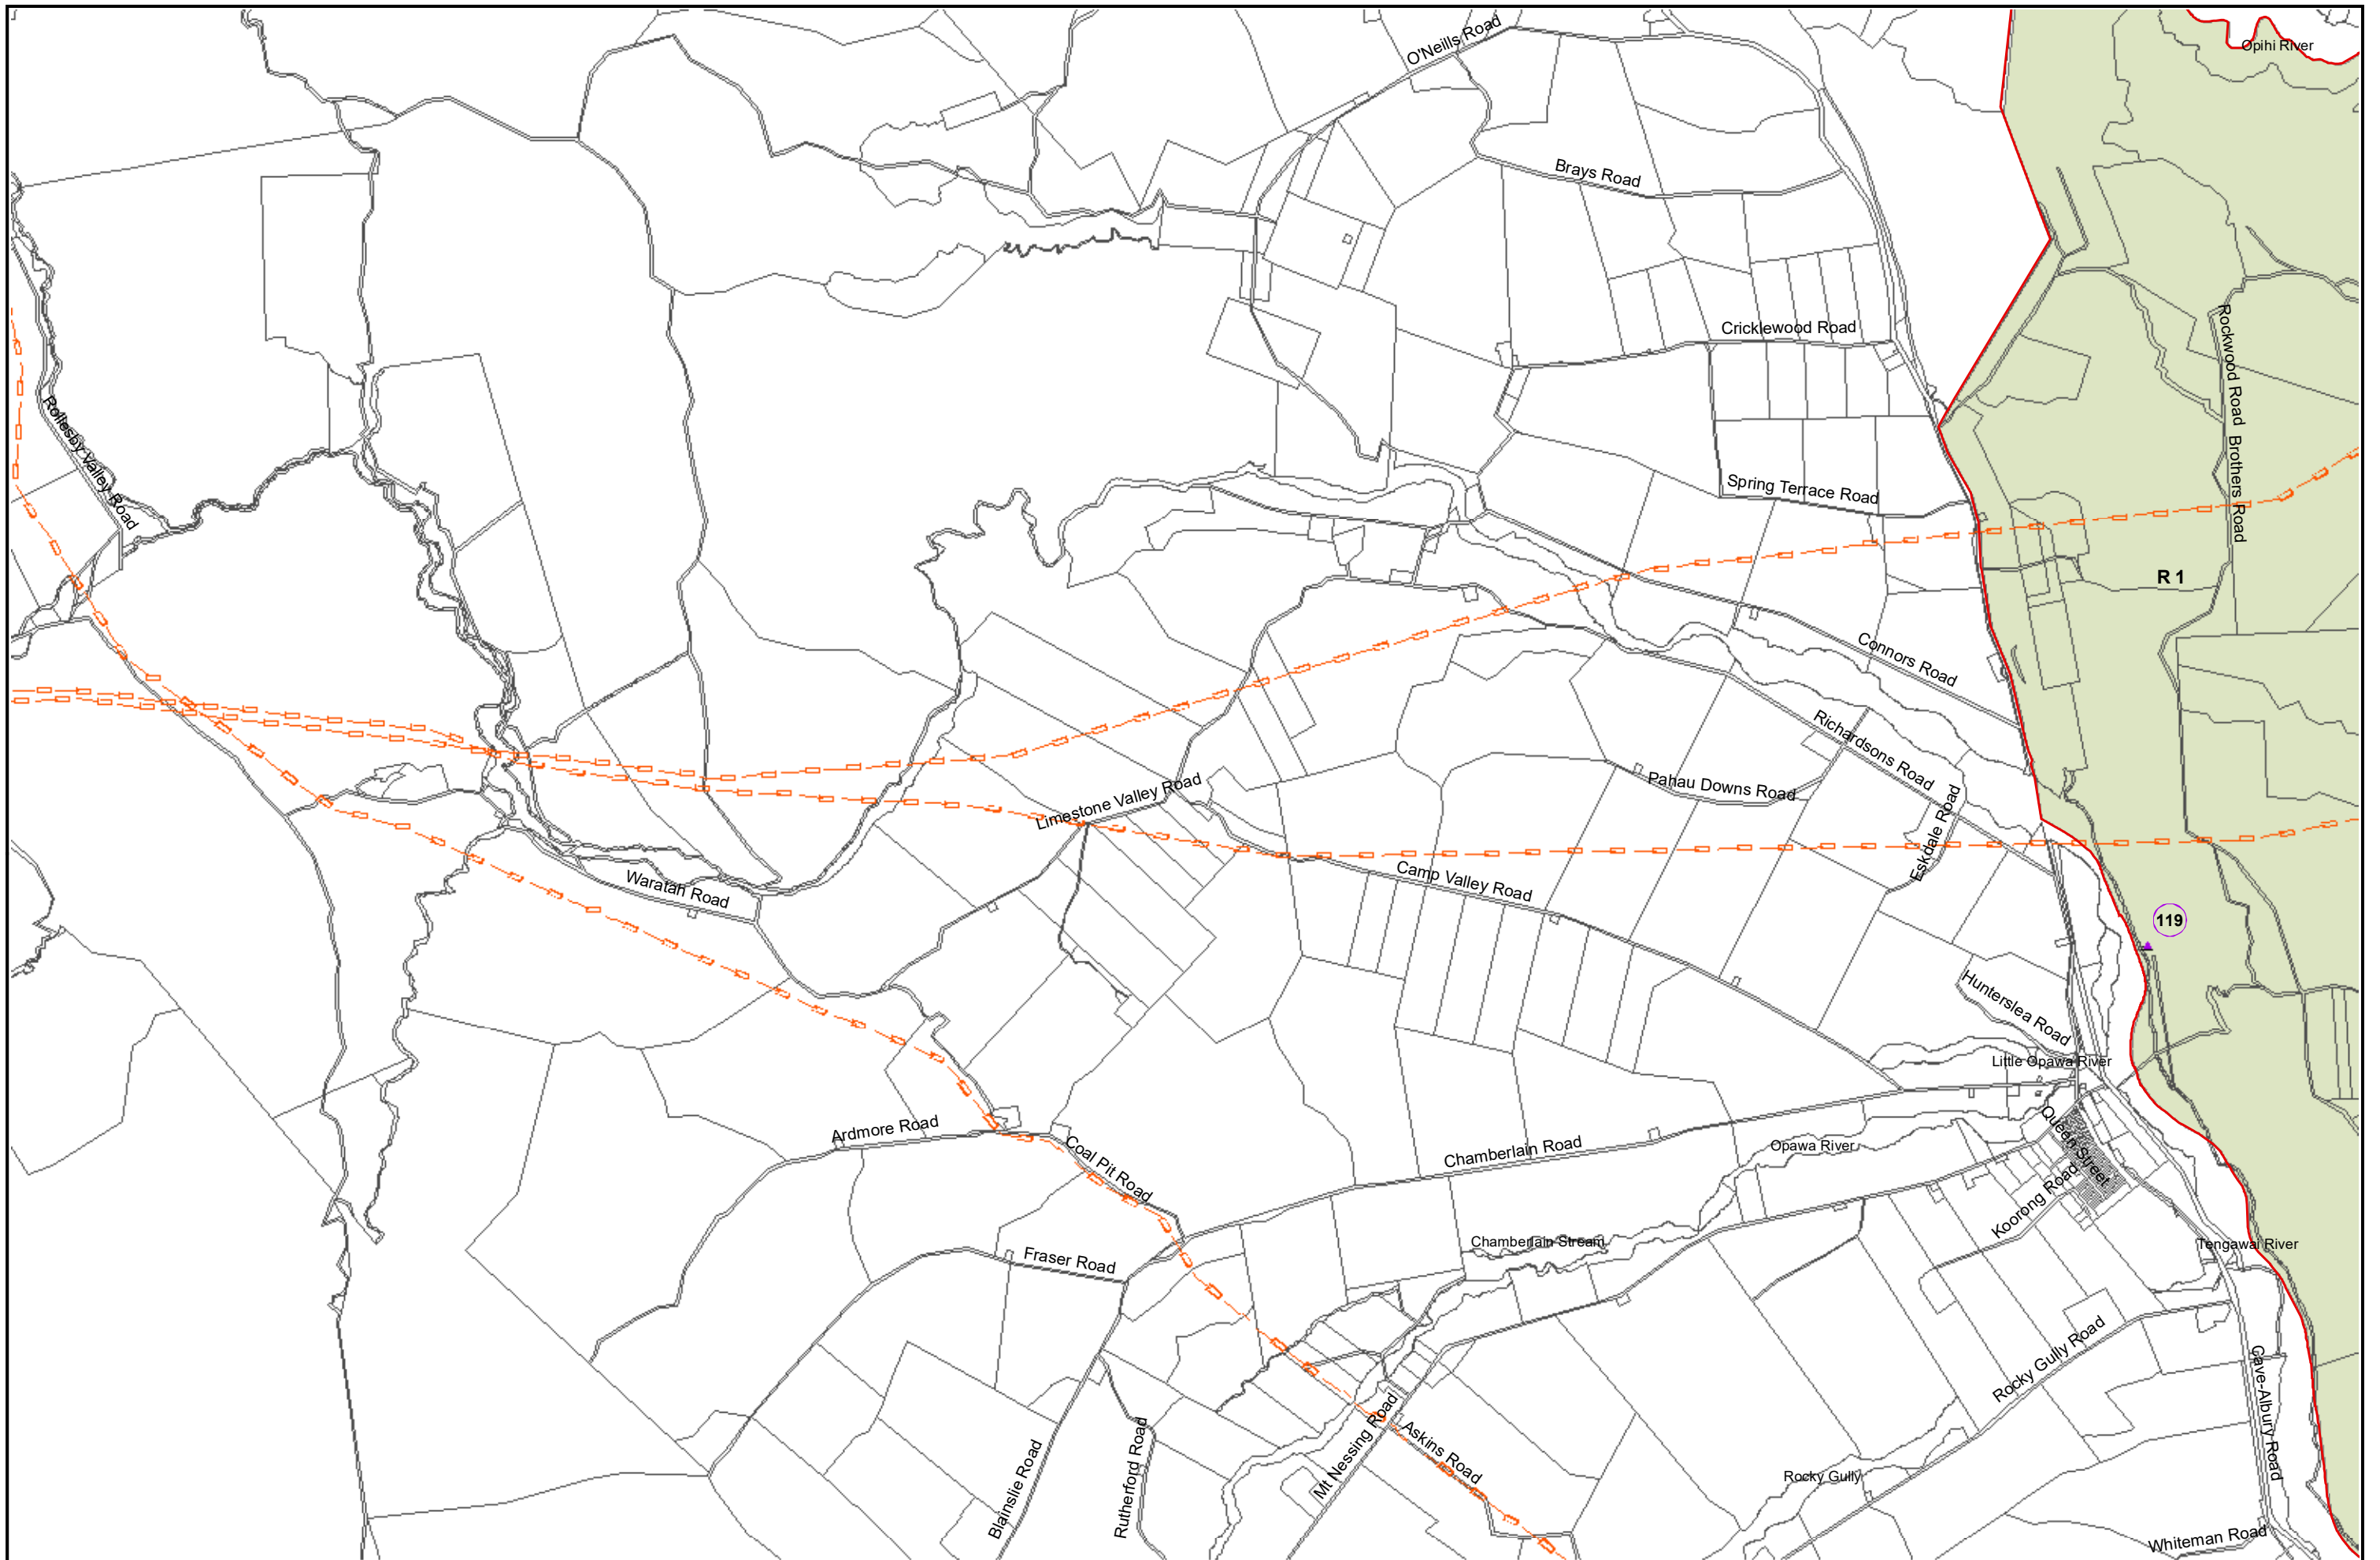 O'Neills Road
Opihi River
Brays Road
Cricklewood Road
Rockwood Road
Brothers Road
Rollesby Valley Road
Spring Terrace Road
R 1
Connors Road
Richardsons Road
Pahau Downs Road
Limestone Valley Road
Eskdale Road
Camp Valley Road
Waratah Road
119
Hunterslea Road
Little Opawa River
Ardmore Road
Coal Pit Road
Chamberlain Road
Opawa River
Queen Street
Koorong Road
Chamberlain Stream
Tengawai River
Fraser Road
Rocky Gully Road
Cave-Albury Road
Blainslie Road
Rutherford Road
Mt Nessing Road
Askins Road
Rocky Gully
Whiteman Road